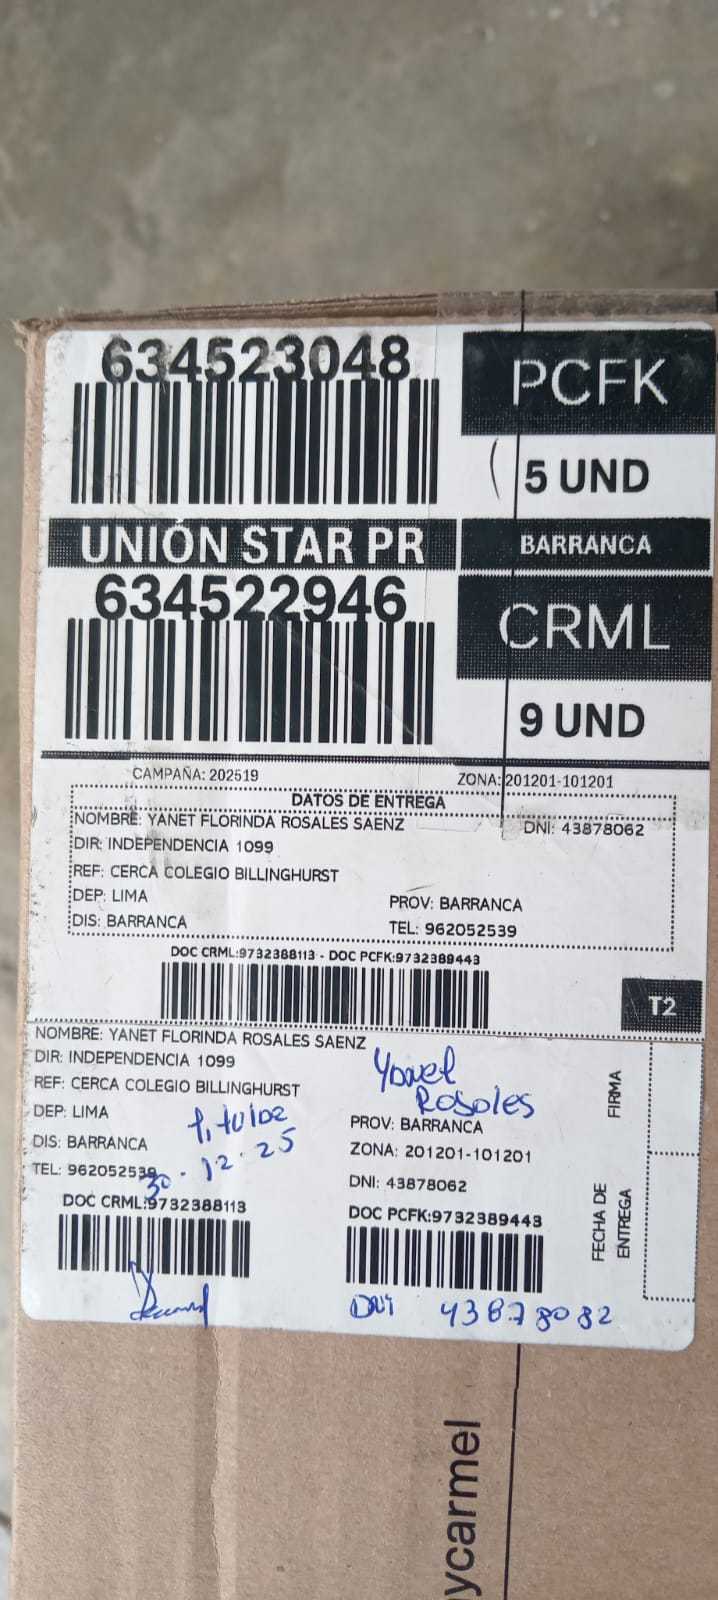 634523048
PCFK
5 UND
UNIÓN STAR PR
BARRANCA
634522946
CRML
9 UND
CAMPAÑA: 202519
ZONA: 201201-101201
DATOS DE ENTREGA
NOMBRE: YANET FLORINDA ROSALES SAENZ
DNI: 43878062
DIR: INDEPENDENCIA 1099
REF: CERCA COLEGIO BILLINGHURST
DEP: LIMA
PROV: BARRANCA
DIS: BARRANCA
TEL: 962052539
DOC CRML:9732388113 - DOC PCFK:9732389443
T2
NOMBRE: YANET FLORINDA ROSALES SAENZ
DIR: INDEPENDENCIA 1099
REF: CERCA COLEGIO BILLINGHURST
DEP: LIMA
DIS: BARRANCA
TEL: 962052539
DOC CRML:9732388113
Rosales
PROV: BARRANCA
ZONA: 201201-101201
DNI: 43878062
DOC PCFK:9732389443
30-12-25
FIRMA
FECHA DE
ENTREGA
DNI 43878082
ycarmel